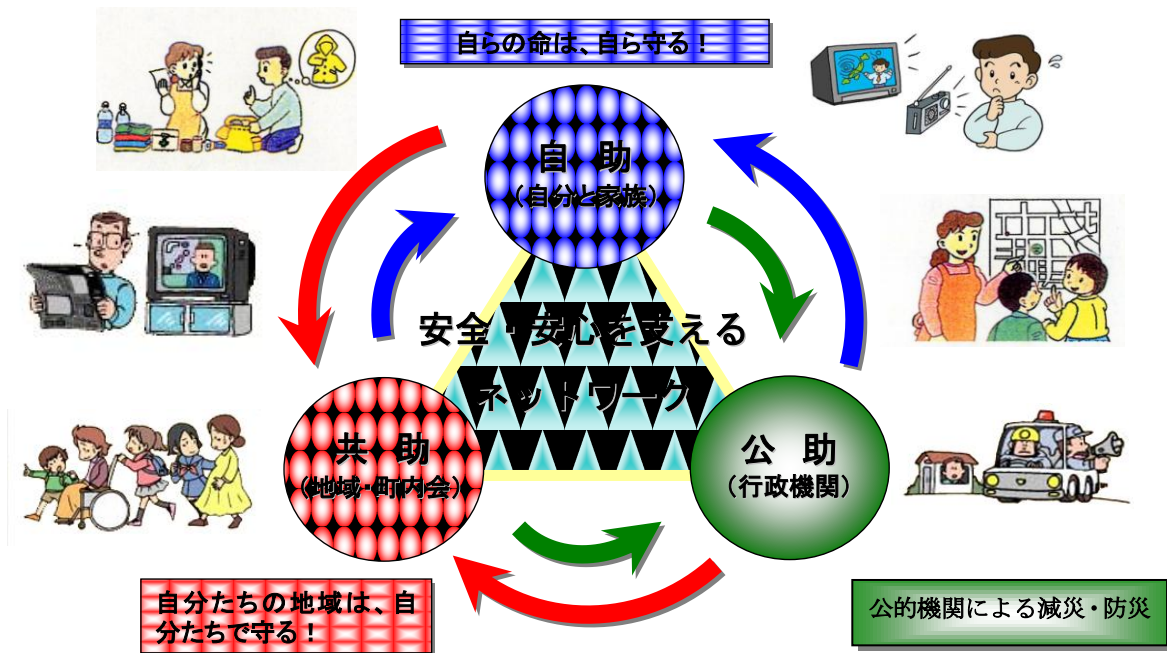 自らの命は、自ら守る！
自　助
（自分と家族）
安全・安心を支える
ネットワーク
共　助
（地域・町内会）
公　助
（行政機関）
自分たちの地域は、自
分たちで守る！
公的機関による減災・防災